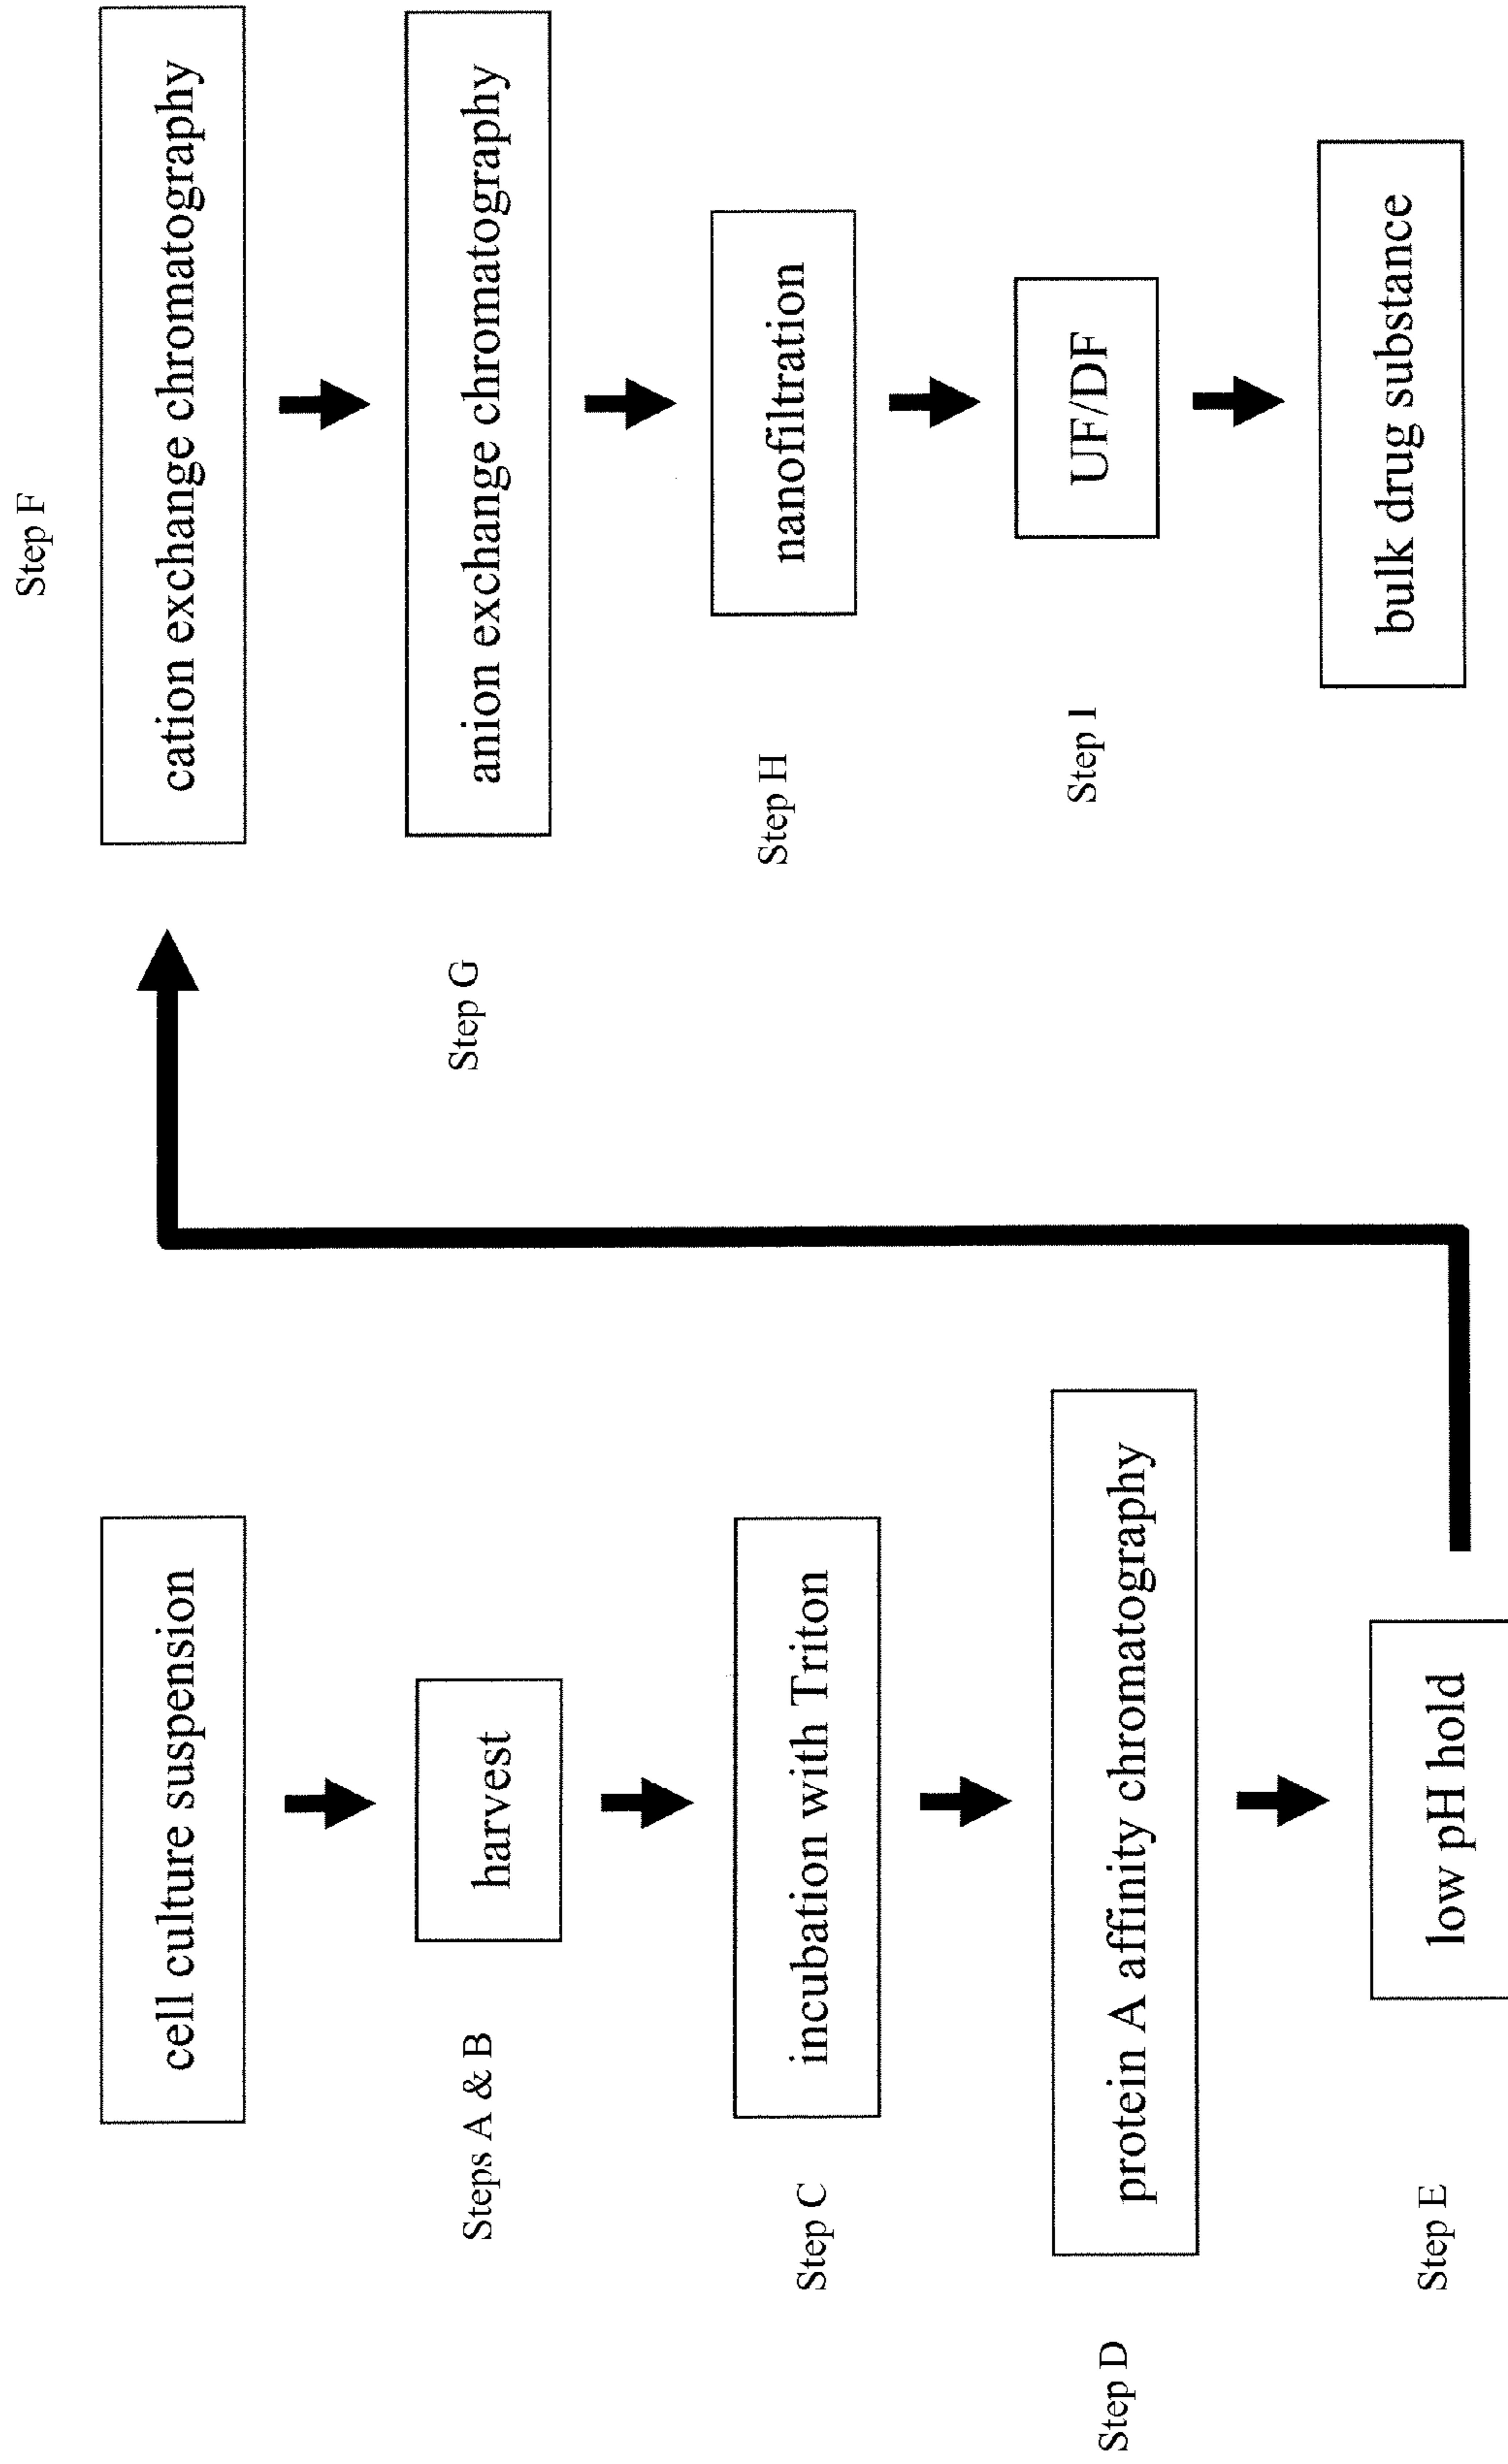 cell culture suspension
Steps A & B
harvest
Step C
incubation with Triton
Step D
protein A affinity chromatography
Step E
low pH hold
Step F
cation exchange chromatography
Step G
anion exchange chromatography
Step H
nanofiltration
Step I
UF/DF
bulk drug substance